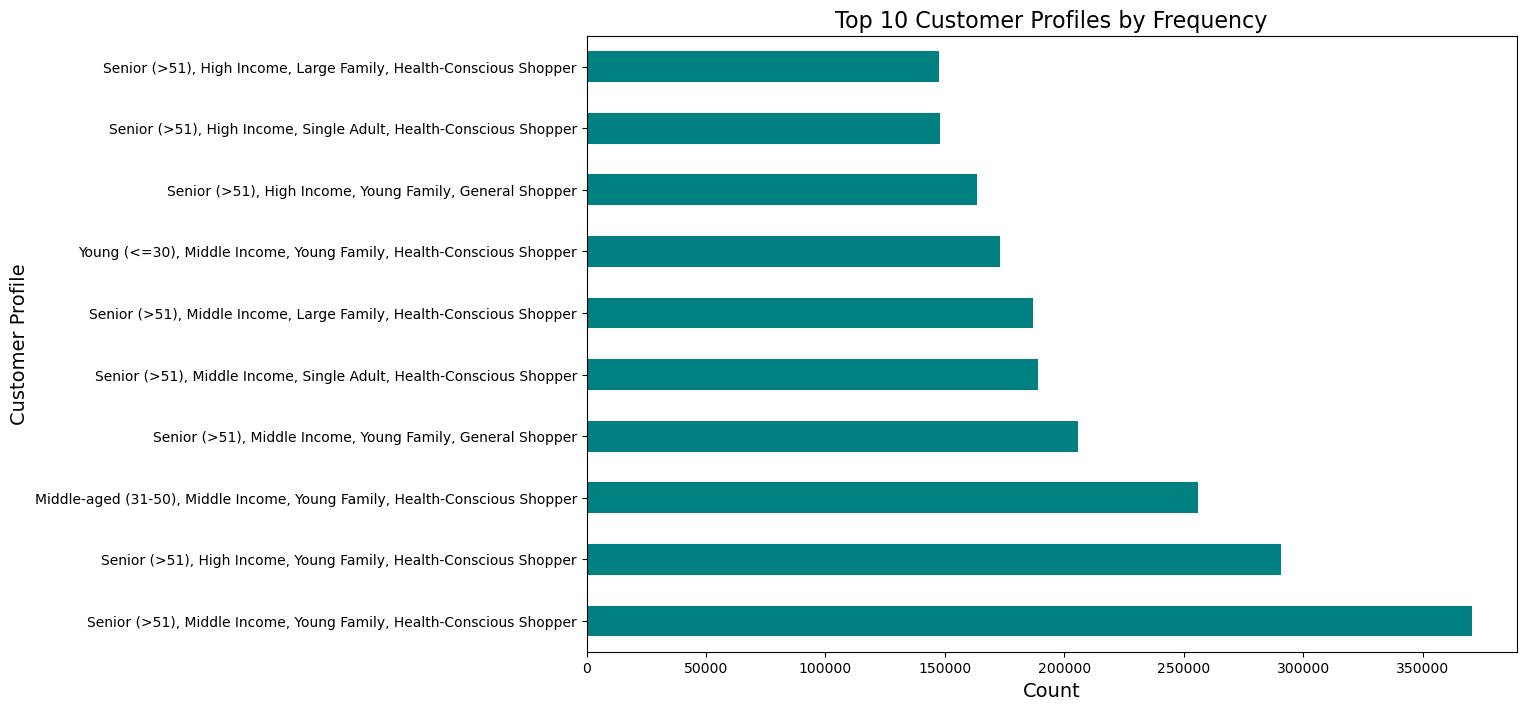 Top 10 Customer Profiles by Frequency
Customer Profile
Senior (>51), High Income, Large Family, Health-Conscious Shopper
Senior (>51), High Income, Single Adult, Health-Conscious Shopper
Senior (>51), High Income, Young Family, General Shopper
Young (<=30), Middle Income, Young Family, Health-Conscious Shopper
Senior (>51), Middle Income, Large Family, Health-Conscious Shopper
Senior (>51), Middle Income, Single Adult, Health-Conscious Shopper
Senior (>51), Middle Income, Young Family, General Shopper
Middle-aged (31-50), Middle Income, Young Family, Health-Conscious Shopper
Senior (>51), High Income, Young Family, Health-Conscious Shopper
Senior (>51), Middle Income, Young Family, Health-Conscious Shopper
0 50000 100000 150000 200000 250000 300000 350000
Count